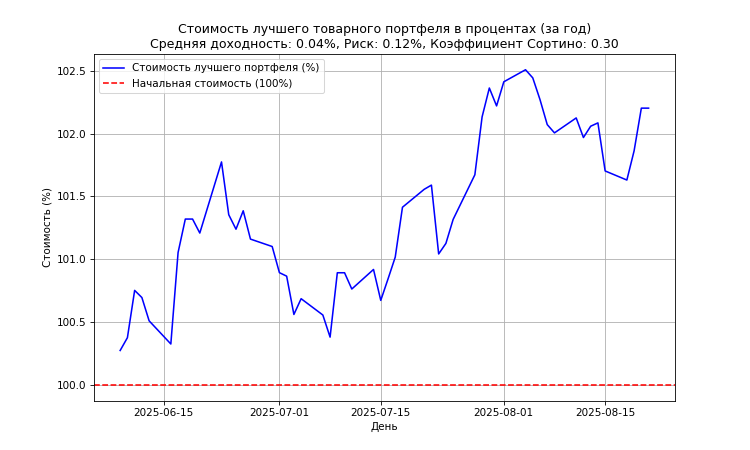 Стоимость лучшего товарного портфеля в процентах (за год)
Средняя доходность: 0.04%, Риск: 0.12%, Коэффициент Сортино: 0.30
Стоимость лучшего портфеля (%)
Начальная стоимость (100%)
Стоимость (%)
102.5
102.0
101.5
101.0
100.5
100.0
2025-06-15
2025-07-01
2025-07-15
2025-08-01
2025-08-15
День